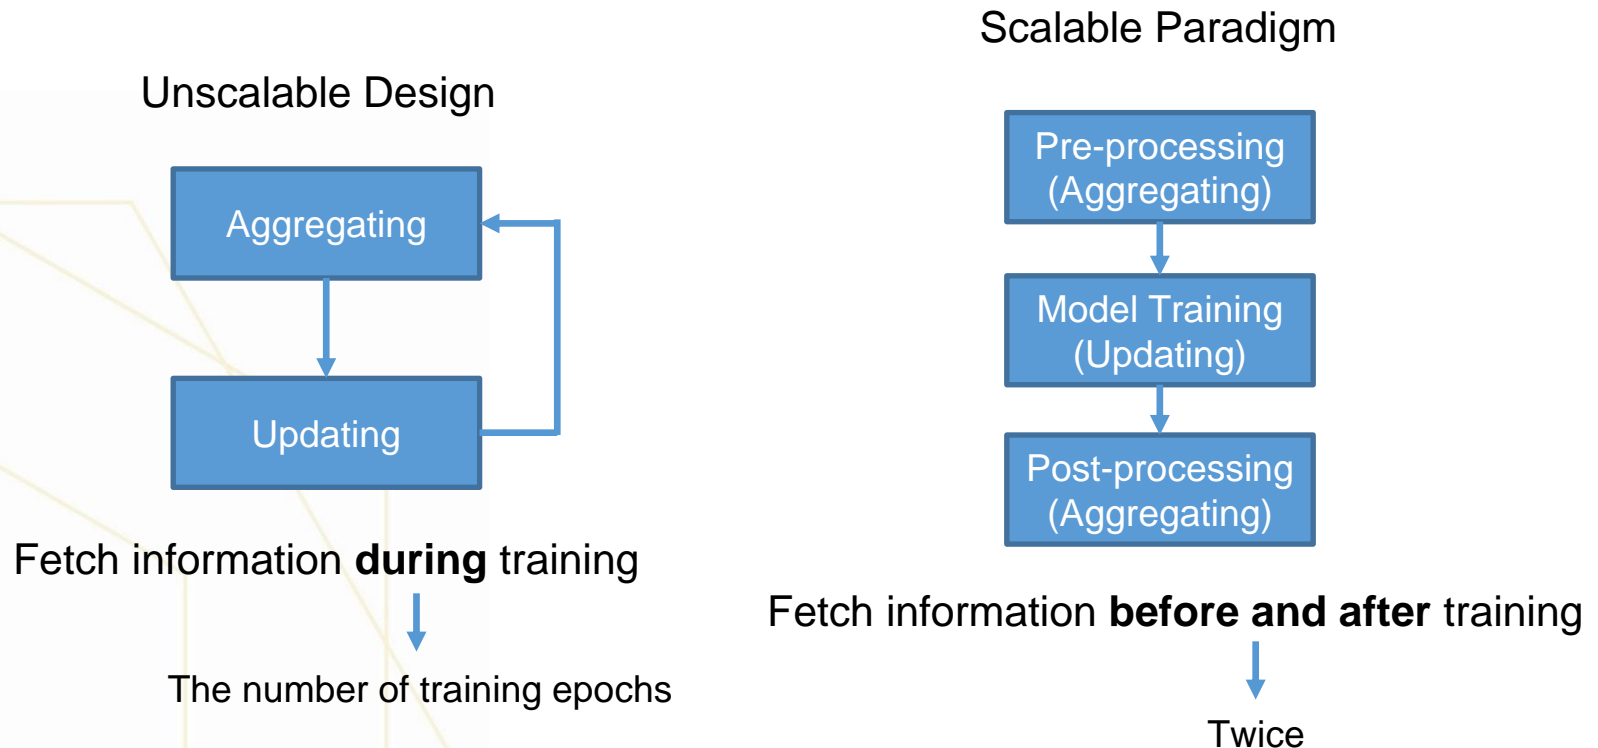 Unscalable Design
Aggregating
Updating
Fetch information during training
The number of training epochs
Scalable Paradigm
Pre-processing
(Aggregating)
Model Training
(Updating)
Post-processing
(Aggregating)
Fetch information before and after training
Twice